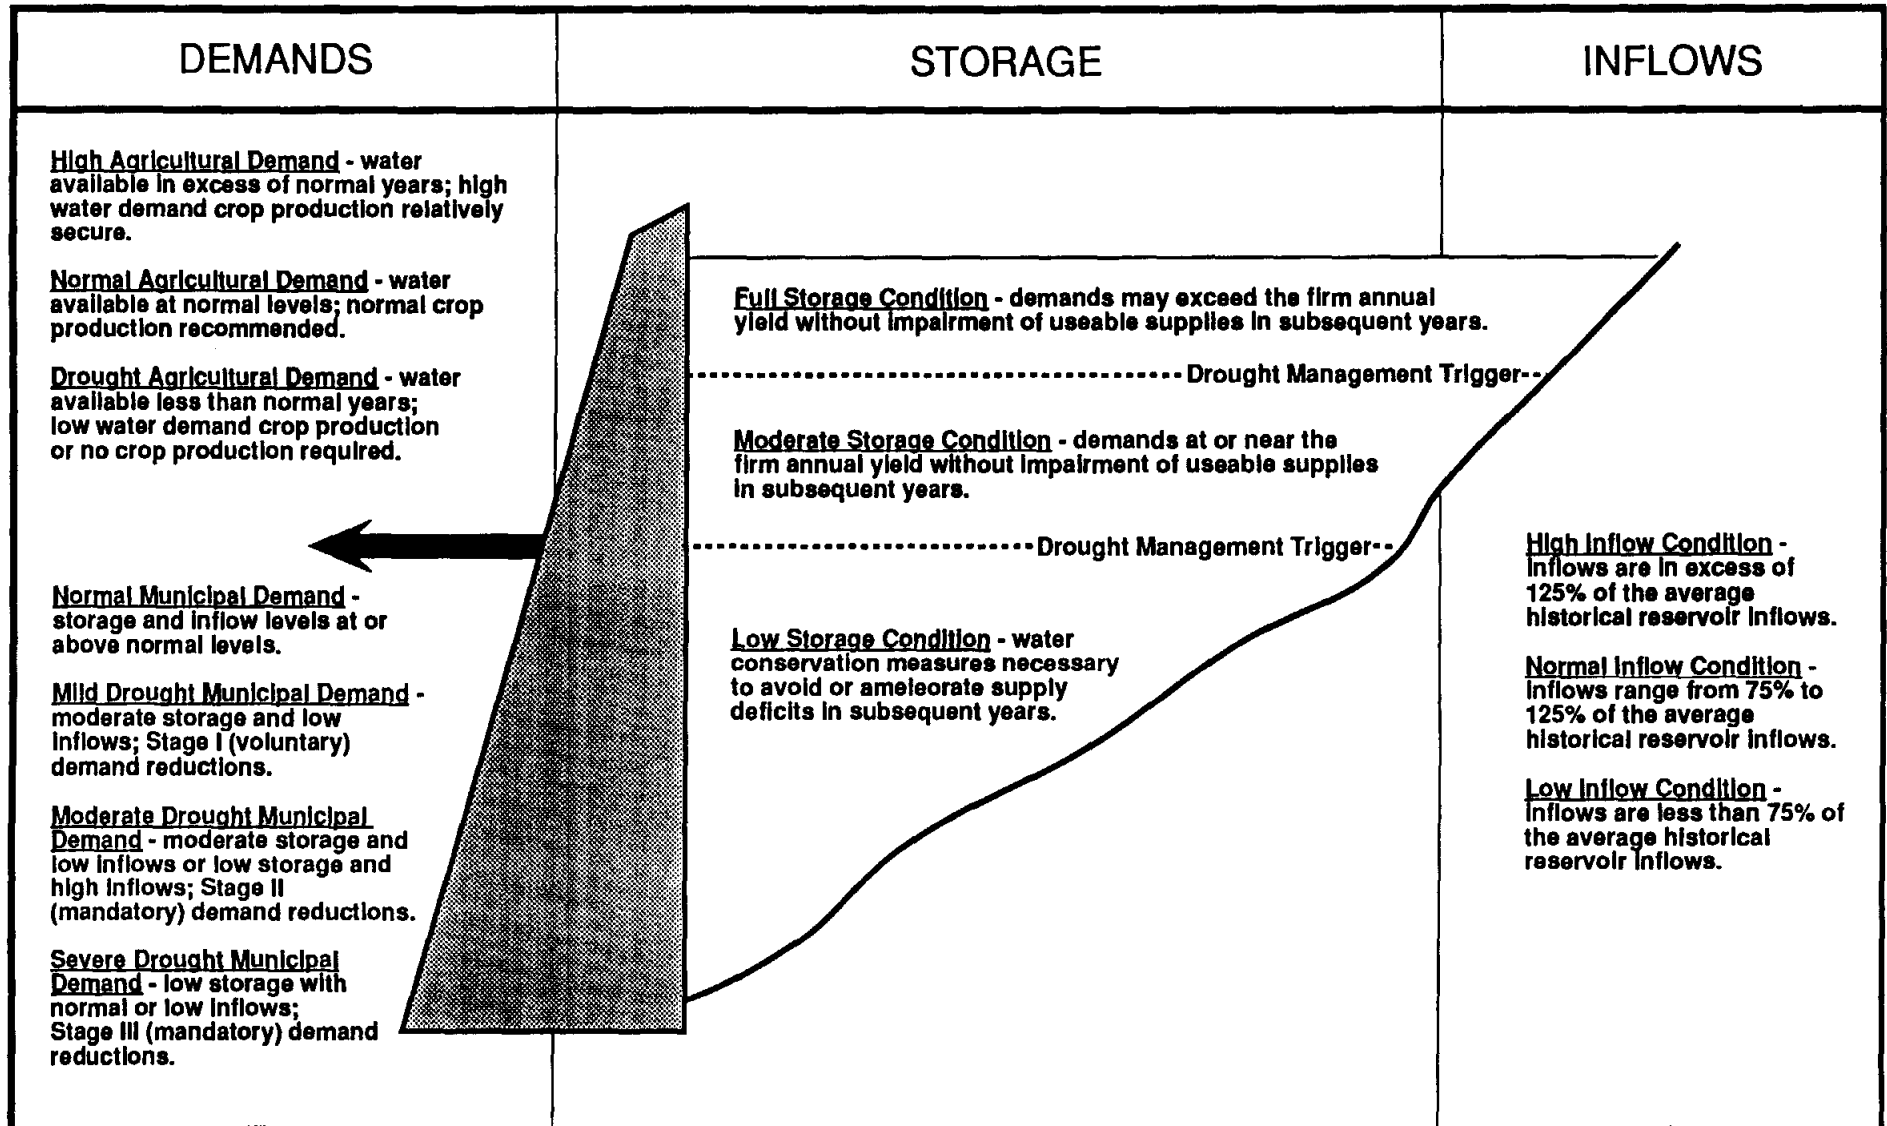 DEMANDS
STORAGE
INFLOWS
High Agricultural Demand - water
available in excess of normal years; high
water demand crop production relatively
secure.
Normal Agricultural Demand - water
available at normal levels; normal crop
production recommended.
Drought Agricultural Demand - water
available less than normal years;
low water demand crop production
or no crop production required.
Normal Municipal Demand -
storage and inflow levels at or
above normal levels.
Mild Drought Municipal Demand -
moderate storage and low
inflows; Stage I (voluntary)
demand reductions.
Moderate Drought Municipal
Demand - moderate storage and
low inflows or low storage and
high inflows; Stage II
(mandatory) demand reductions.
Severe Drought Municipal
Demand - low storage with
normal or low inflows;
Stage III (mandatory) demand
reductions.
Full Storage Condition - demands may exceed the firm annual
yield without impairment of useable supplies in subsequent years.
Drought Management Trigger
Moderate Storage Condition - demands at or near the
firm annual yield without impairment of useable supplies
in subsequent years.
Drought Management Trigger
Low Storage Condition - water
conservation measures necessary
to avoid or ameleorate supply
deficits in subsequent years.
High Inflow Condition -
inflows are in excess of
125% of the average
historical reservoir inflows.
Normal Inflow Condition -
inflows range from 75% to
125% of the average
historical reservoir inflows.
Low Inflow Condition -
inflows are less than 75% of
the average historical
reservoir inflows.